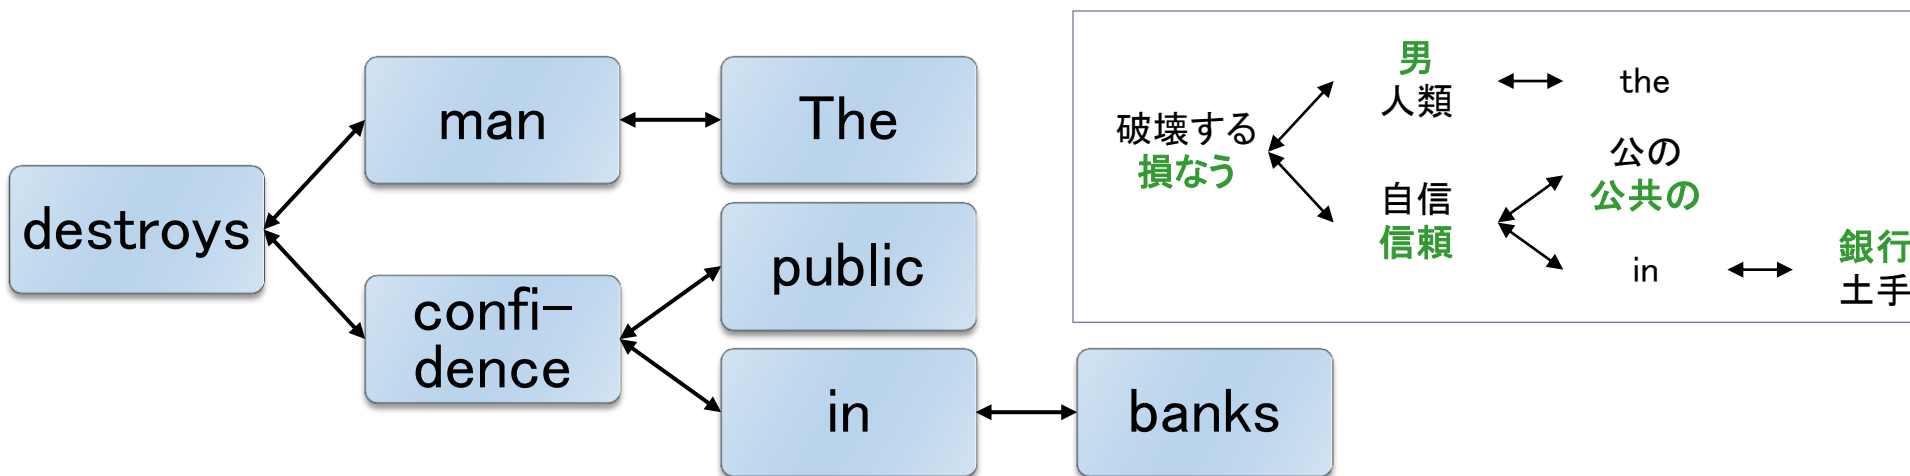 destroys
man
The
confi-
dence
public
in
banks
破壊する
損なう
男
人類
the
自信
信頼
公の
公共の
in
銀行
土手